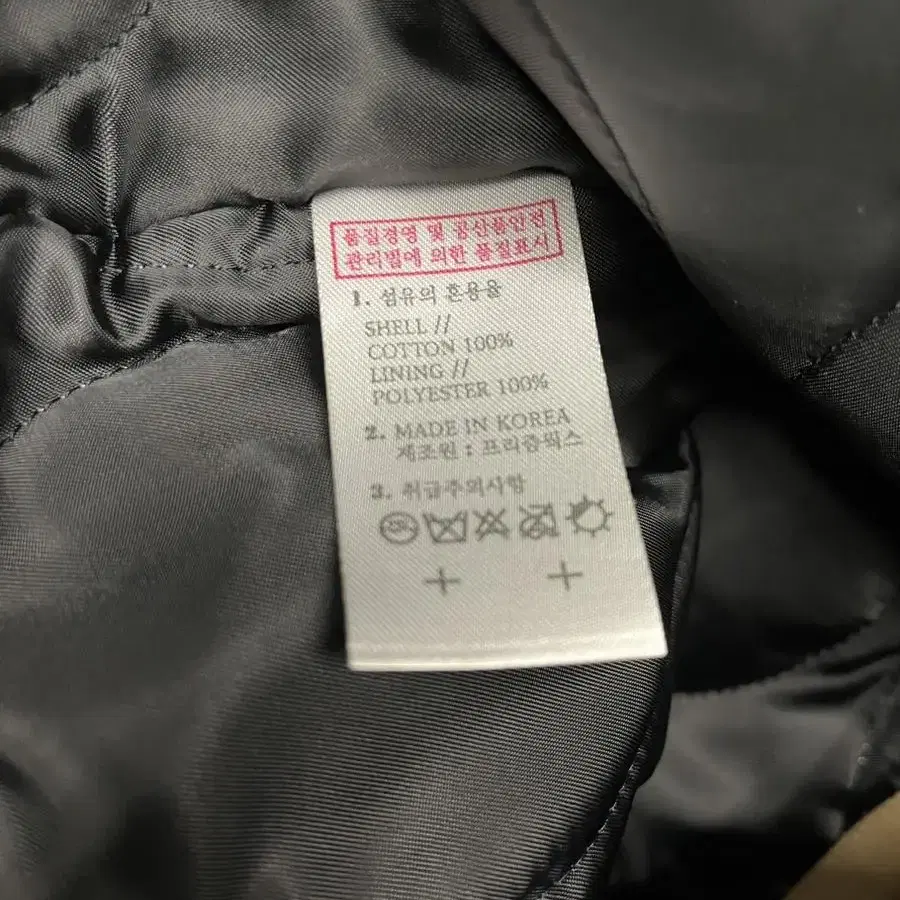 품질경영 및 공산품안전
관리법에 의한 품질표시
1. 섬유의 혼용율
SHELL //
COTTON 100%
LINING //
POLYESTER 100%
2. MADE IN KOREA
제조원 : 프리즘웍스
3. 취급주의사항